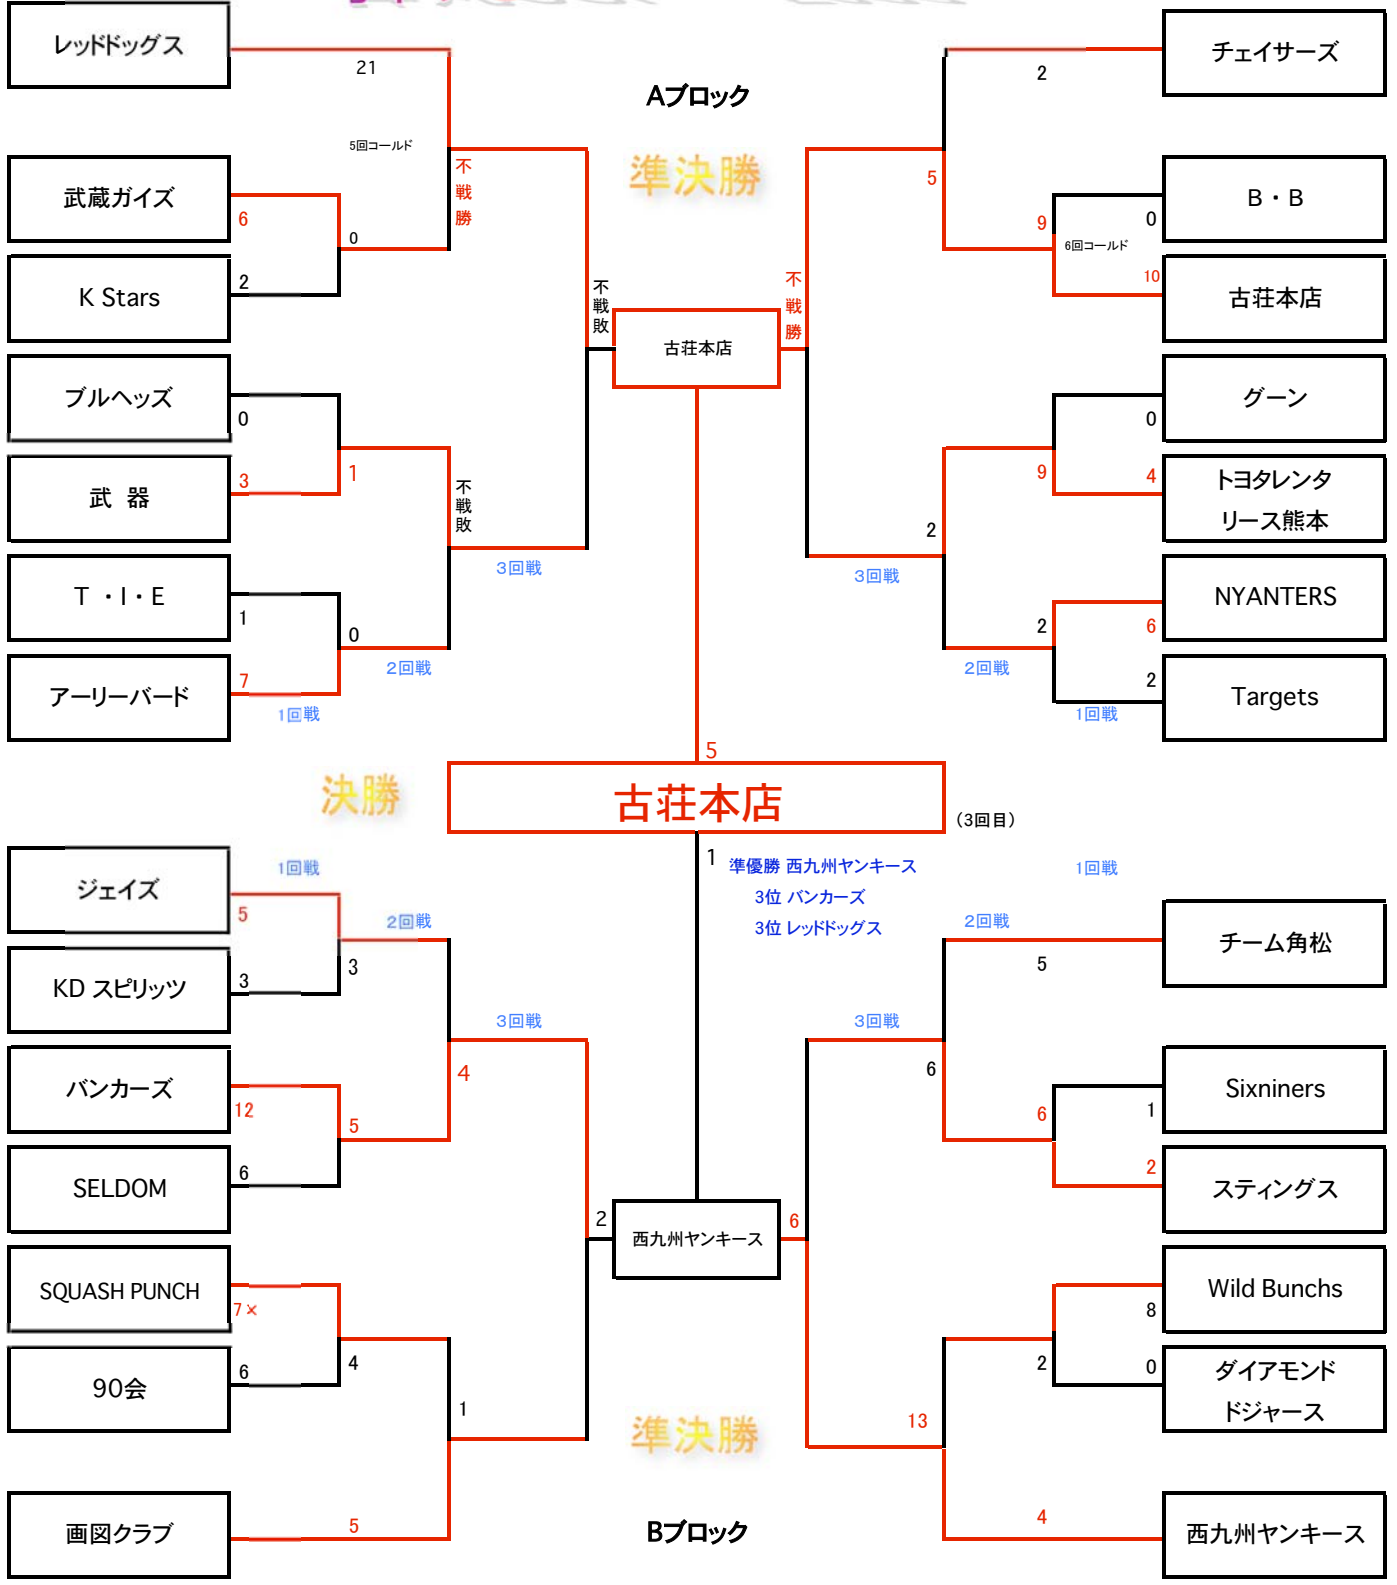 レッドドッグス
21
5回コールド
不戦勝
武蔵ガイズ
6
0
K Stars
2
ブルヘッズ
0
武 器
3
1
不戦敗
3回戦
T ・I・E
1
0
アーリーバード
7
2回戦
1回戦
Aブロック
準決勝
不戦敗
古荘本店
不戦勝
チェイサーズ
2
5
B・B
0
9
6回コールド
古荘本店
10
グーン
0
トヨタレンタ
リース熊本
4
9
2
3回戦
NYANTERS
6
2
Targets
2
2回戦
1回戦
5
決勝
古荘本店
(3回目)
1
準優勝 西九州ヤンキース
3位 バンカーズ
3位 レッドドッグス
ジェイズ
1回戦
5
2回戦
KD スピリッツ
3
3
3回戦
バンカーズ
12
5
4
SELDOM
6
SQUASH PUNCH
7×
90会
6
4
1
画図クラブ
5
2
西九州ヤンキース
6
準決勝
Bブロック
1回戦
2回戦
チーム角松
5
3回戦
6
Sixniners
1
6
スティングス
2
Wild Bunchs
8
ダイアモンド
ドジャース
0
2
13
西九州ヤンキース
4